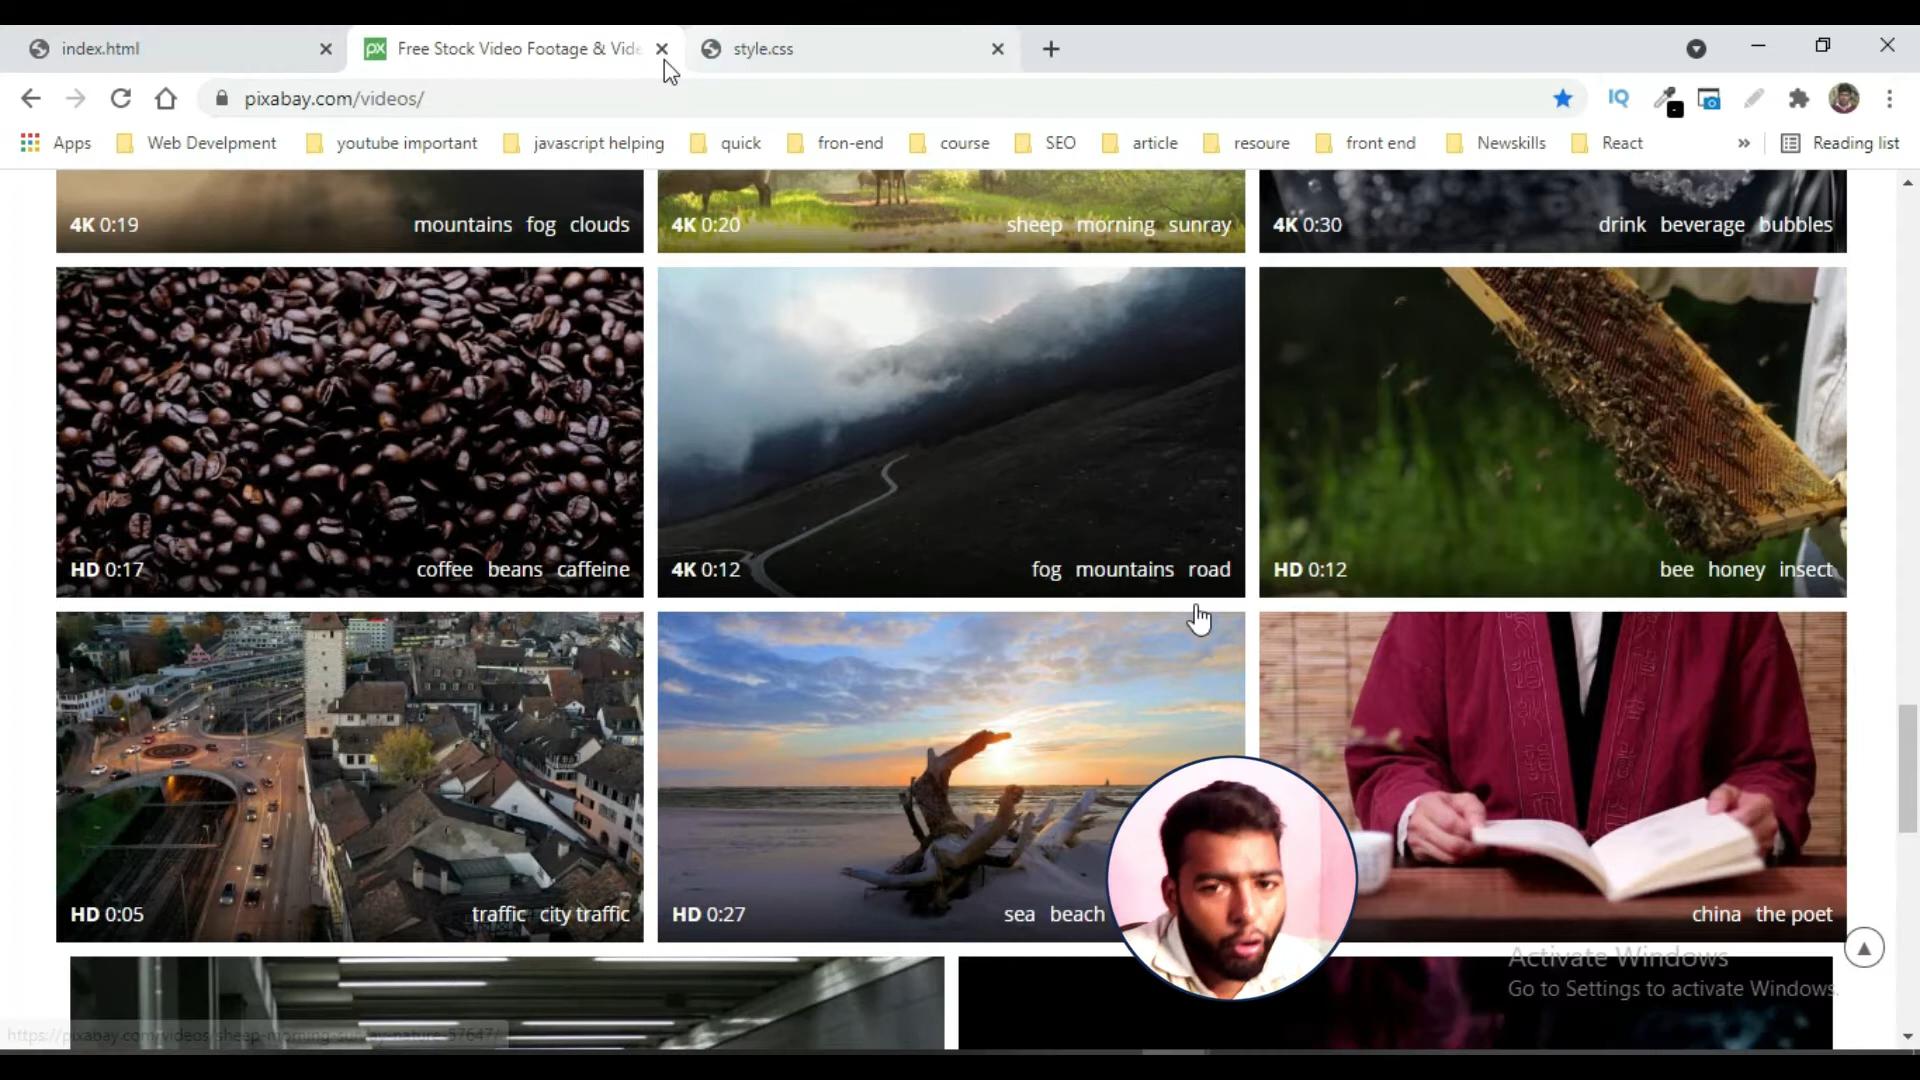 index.html
px Free Stock Video Footage & Vide
style.css
pixabay.com/videos/
IQ
Apps Web Develpment youtube important javascript helping quick fron-end course SEO article resoure front end Newskills React » Reading list
4K 0:19 mountains fog clouds
4K 0:20 sheep morning sunray
4K 0:30 drink beverage bubbles
HD 0:17 coffee beans caffeine
4K 0:12 fog mountains road
HD 0:12 bee honey insect
HD 0:05 traffic city traffic
HD 0:27 sea beach
china the poet
Activate Windows
Go to Settings to activate Windows.